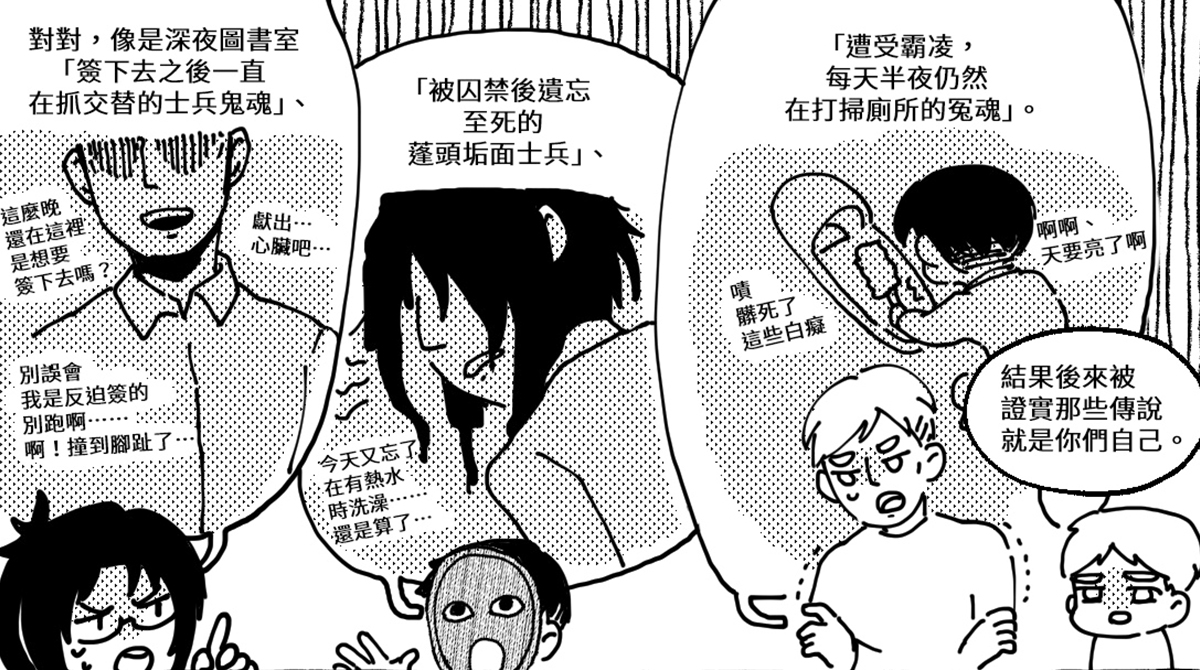 對對，像是深夜圖書室
「簽下去之後一直
在抓交替的士兵鬼魂」、
這麼晚
還在這裡
是想要
簽下去嗎？
獻出…
心臟吧…
別誤會
我是反迫簽的
別跑啊……
啊！撞到腳趾了…
「被囚禁後遺忘
至死的
蓬頭垢面士兵」、
今天又忘了
在有熱水
時洗澡……
還是算了…
「遭受霸凌，
每天半夜仍然
在打掃廁所的冤魂」。
啊啊、
天要亮了啊
嘖
髒死了
這些白癡
結果後來被
證實那些傳說
就是你們自己。